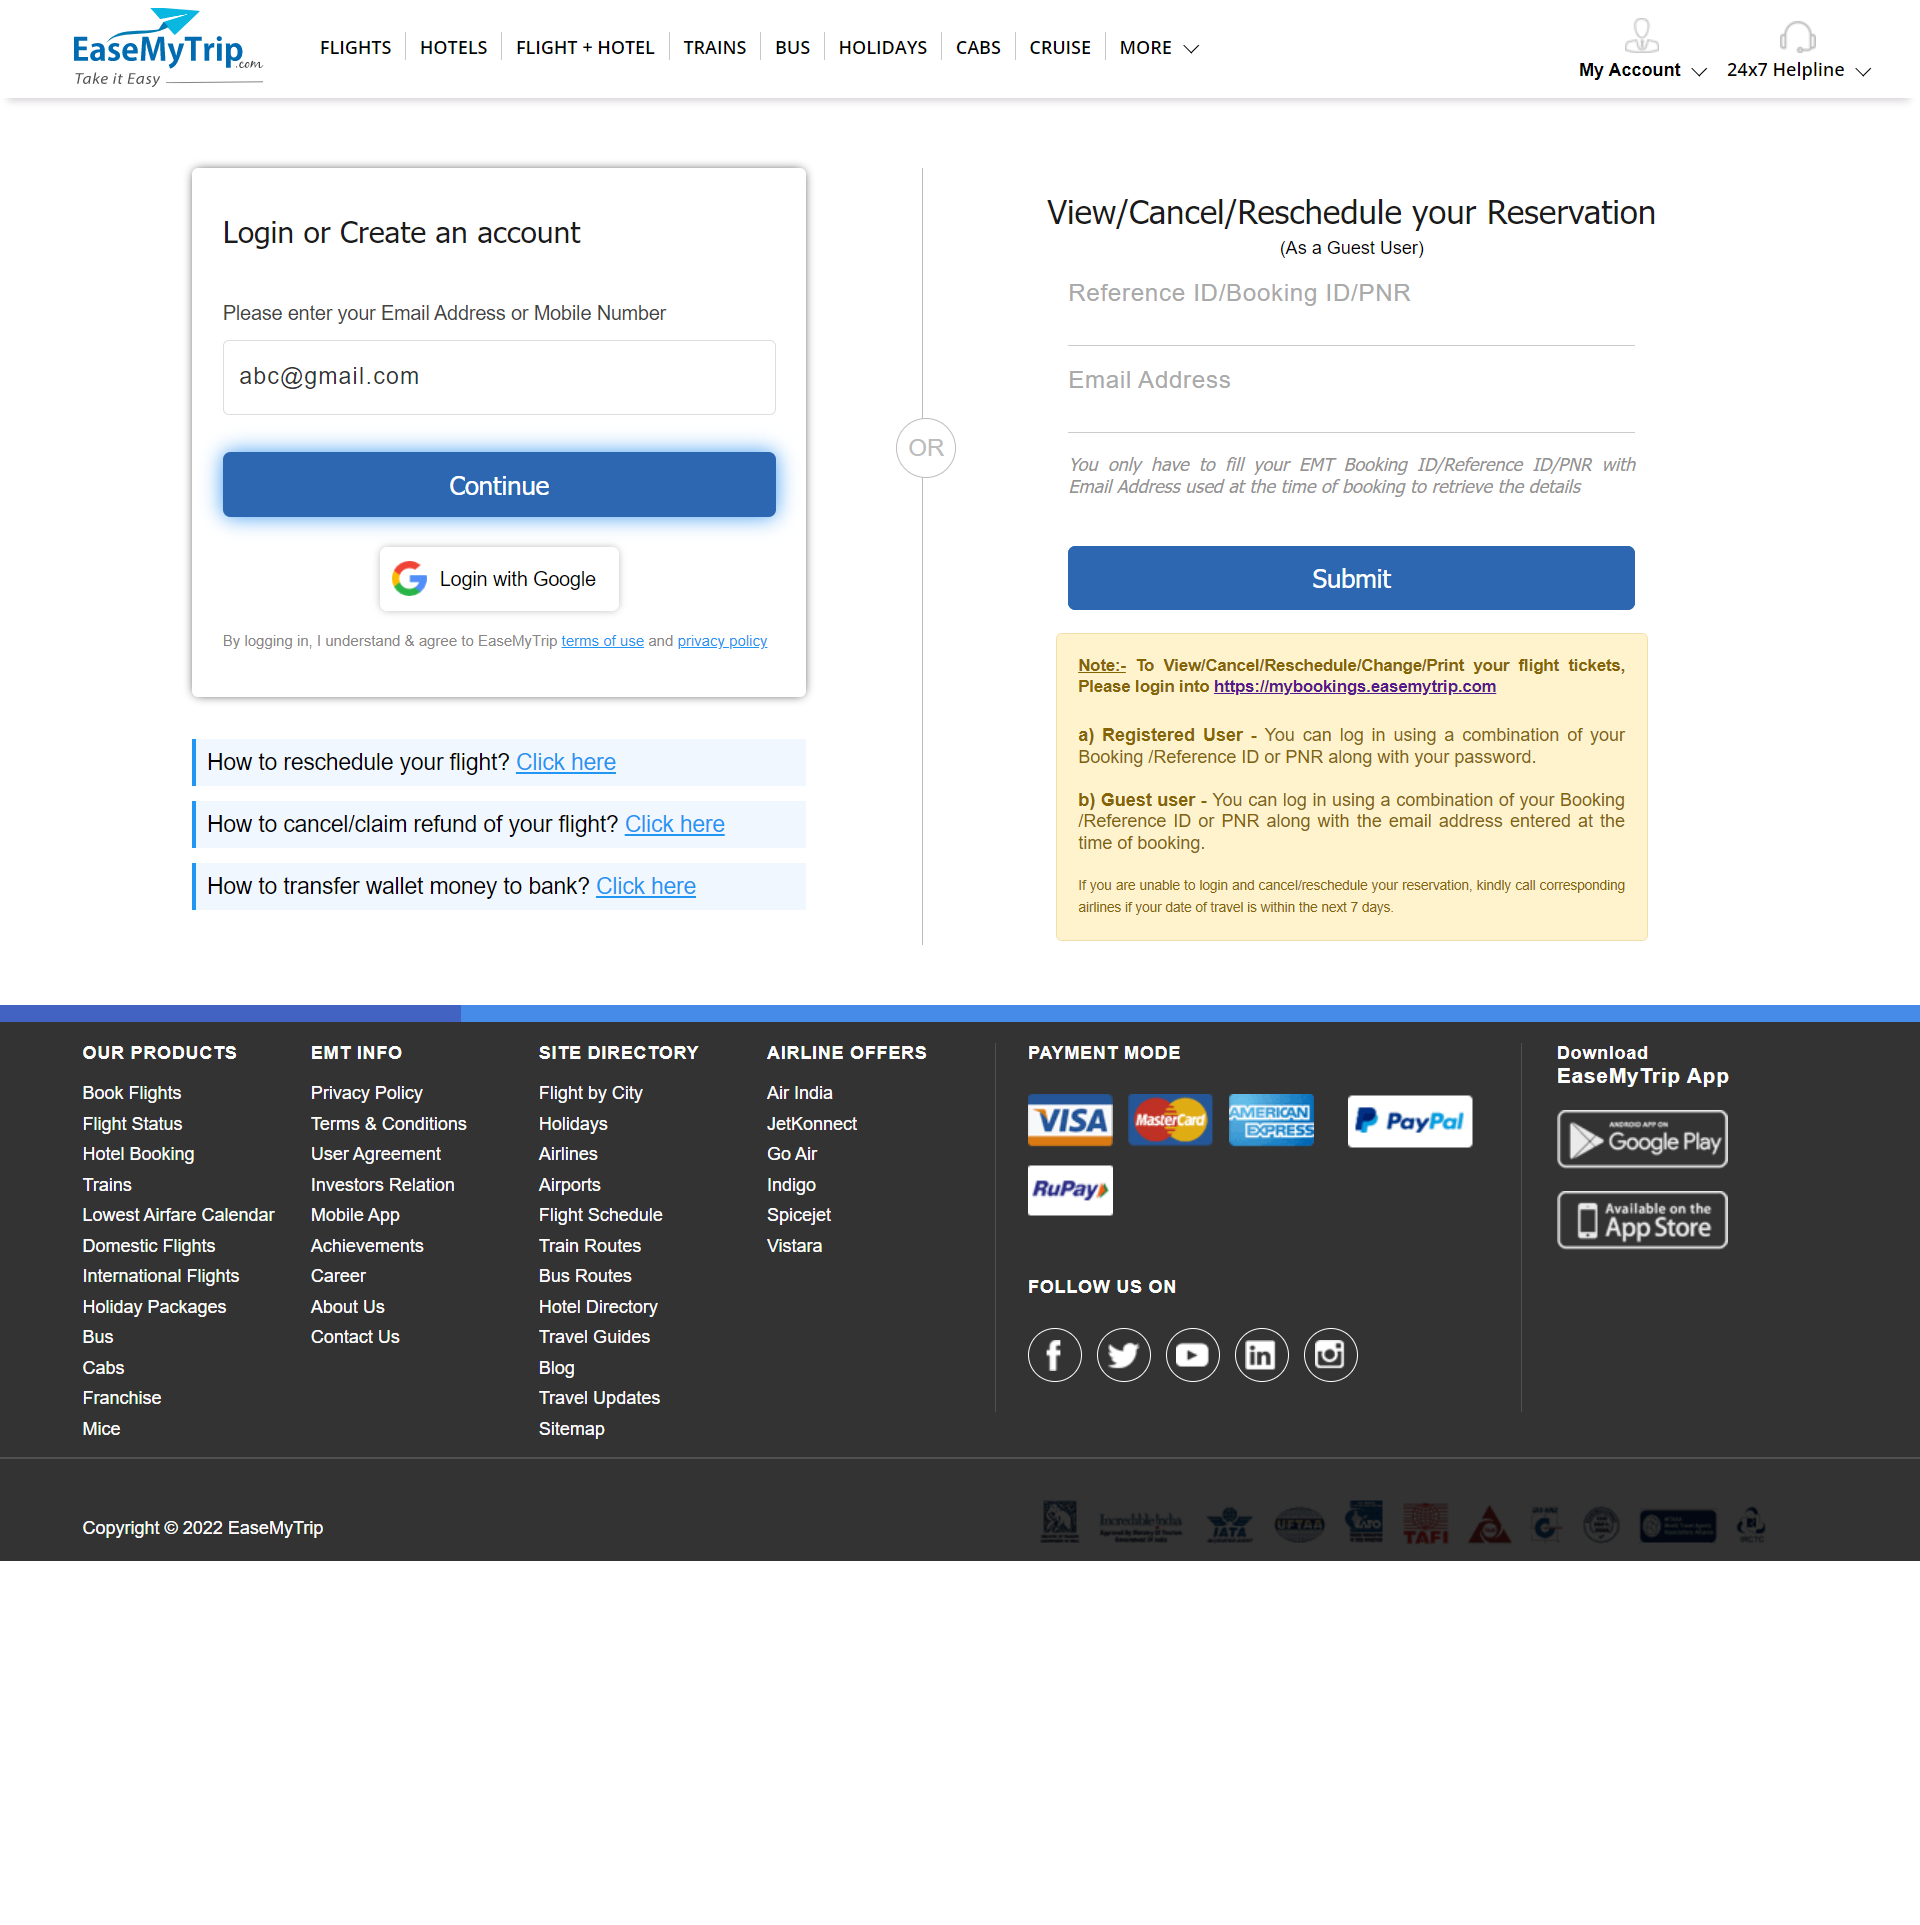 EaseMyTrip.com
Take it Easy
FLIGHTS
HOTELS
FLIGHT + HOTEL
TRAINS
BUS
HOLIDAYS
CABS
CRUISE
MORE
My Account
24x7 Helpline
Login or Create an account
Please enter your Email Address or Mobile Number
abc@gmail.com
Continue
Login with Google
By logging in, I understand & agree to EaseMyTrip terms of use and privacy policy
How to reschedule your flight? Click here
How to cancel/claim refund of your flight? Click here
How to transfer wallet money to bank? Click here
OR
View/Cancel/Reschedule your Reservation
(As a Guest User)
Reference ID/Booking ID/PNR
Email Address
You only have to fill your EMT Booking ID/Reference ID/PNR with
Email Address used at the time of booking to retrieve the details
Submit
Note:- To View/Cancel/Reschedule/Change/Print your flight tickets,
Please login into https://mybookings.easemytrip.com
a) Registered User - You can log in using a combination of your
Booking /Reference ID or PNR along with your password.
b) Guest user - You can log in using a combination of your Booking
/Reference ID or PNR along with the email address entered at the
time of booking.
If you are unable to login and cancel/reschedule your reservation, kindly call corresponding
airlines if your date of travel is within the next 7 days.
OUR PRODUCTS
Book Flights
Flight Status
Hotel Booking
Trains
Lowest Airfare Calendar
Domestic Flights
International Flights
Holiday Packages
Bus
Cabs
Franchise
Mice
EMT INFO
Privacy Policy
Terms & Conditions
User Agreement
Investors Relation
Mobile App
Achievements
Career
About Us
Contact Us
SITE DIRECTORY
Flight by City
Holidays
Airlines
Airports
Flight Schedule
Train Routes
Bus Routes
Hotel Directory
Travel Guides
Blog
Travel Updates
Sitemap
AIRLINE OFFERS
Air India
JetKonnect
Go Air
Indigo
Spicejet
Vistara
PAYMENT MODE
VISA
MasterCard
AMERICAN
EXPRESS
PayPal
RuPay
FOLLOW US ON
Download
EaseMyTrip App
ANDROID APP ON
Google Play
Available on the
App Store
Copyright © 2022 EaseMyTrip
Incredible India
IATA
UFTAA
TAFI